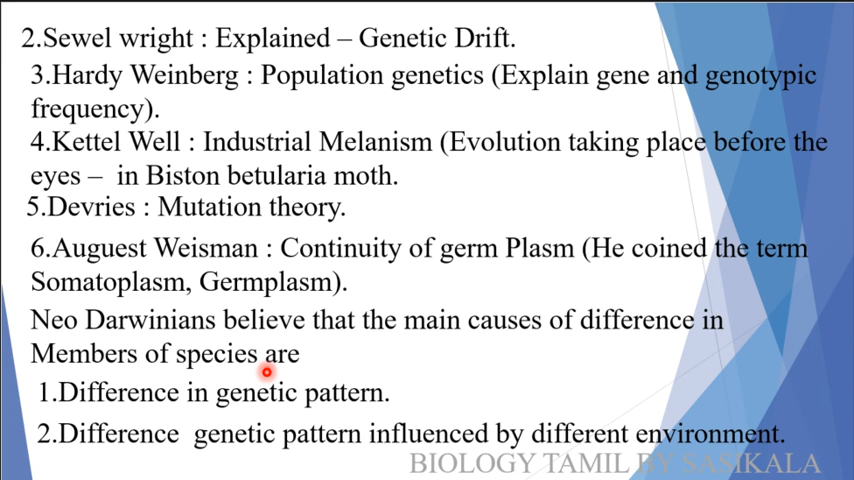 2.Sewel wright : Explained – Genetic Drift.
3.Hardy Weinberg : Population genetics (Explain gene and genotypic
frequency).
4.Kettel Well : Industrial Melanism (Evolution taking place before the
eyes – in Biston betularia moth.
5.Devries : Mutation theory.
6.Auguest Weisman : Continuity of germ Plasm (He coined the term
Somatoplasm, Germplasm).
Neo Darwinians believe that the main causes of difference in
Members of species are
1.Difference in genetic pattern.
2.Difference genetic pattern influenced by different environment.
BIOLOGY TAMIL BY SASIKALA